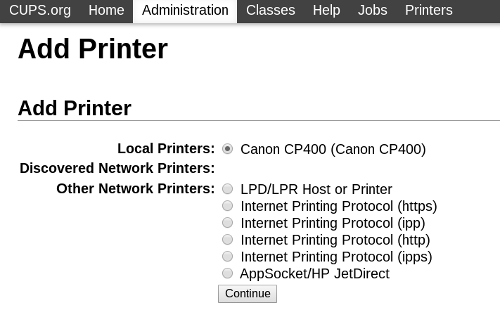 CUPS.org Home Administration Classes Help Jobs Printers
Add Printer
Add Printer
Local Printers: Canon CP400 (Canon CP400)
Discovered Network Printers:
Other Network Printers: LPD/LPR Host or Printer
Internet Printing Protocol (https)
Internet Printing Protocol (ipp)
Internet Printing Protocol (http)
Internet Printing Protocol (ipps)
AppSocket/HP JetDirect
Continue